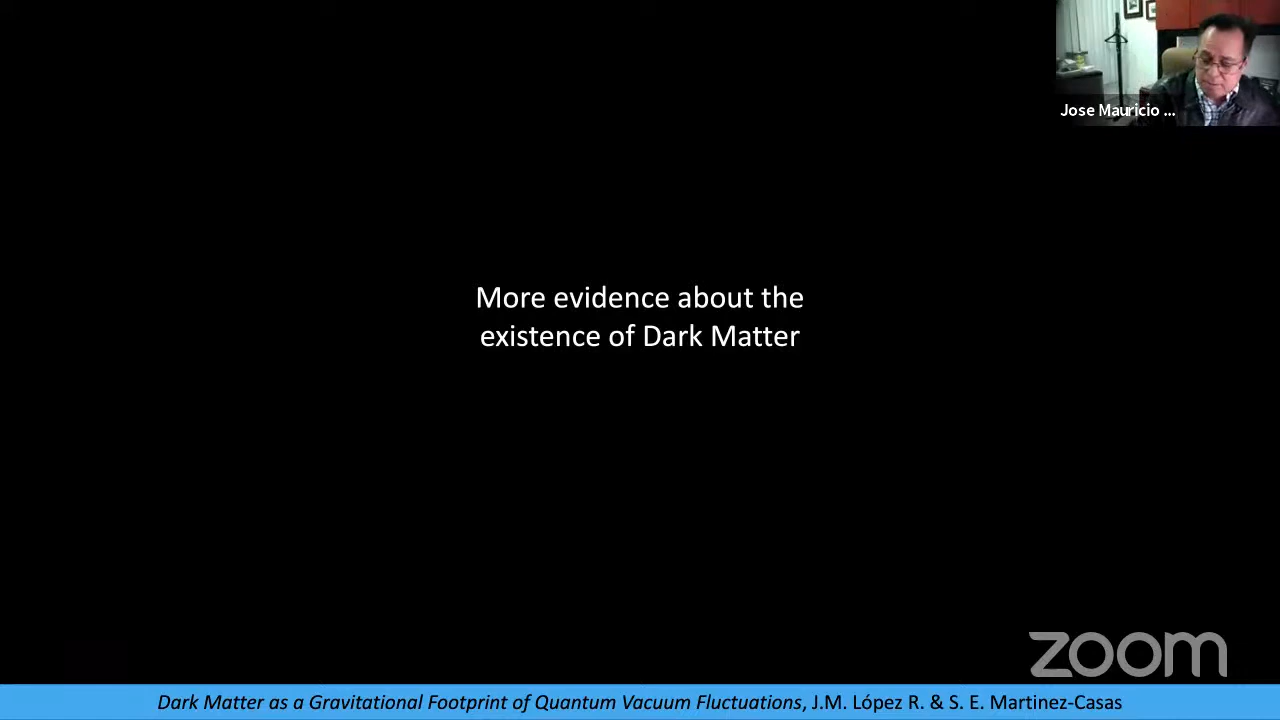 Jose Mauricio ...
More evidence about the
existence of Dark Matter
zoom
Dark Matter as a Gravitational Footprint of Quantum Vacuum Fluctuations, J.M. López R. & S. E. Martinez-Casas